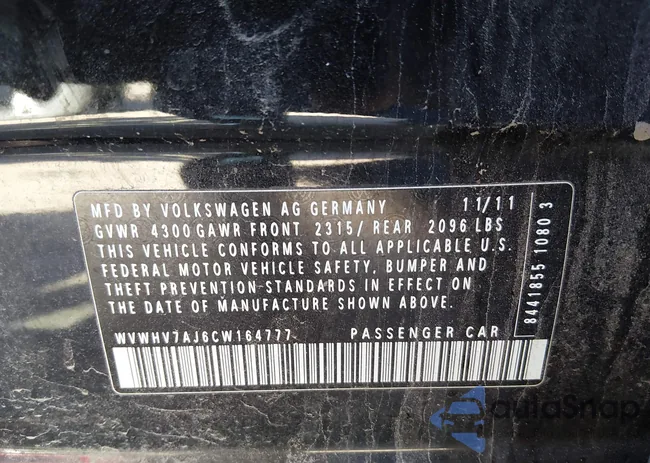 MFD BY VOLKSWAGEN AG GERMANY 11/11
GVWR 4300 GAWR FRONT 2315/ REAR 2096 LBS
THIS VEHICLE CONFORMS TO ALL APPLICABLE U.S.
FEDERAL MOTOR VEHICLE SAFETY, BUMPER AND
THEFT PREVENTION STANDARDS IN EFFECT ON
THE DATE OF MANUFACTURE SHOWN ABOVE.
WVWHV7AJ6CW164777 PASSENGER CAR
8441855 1080 3
autaSnap